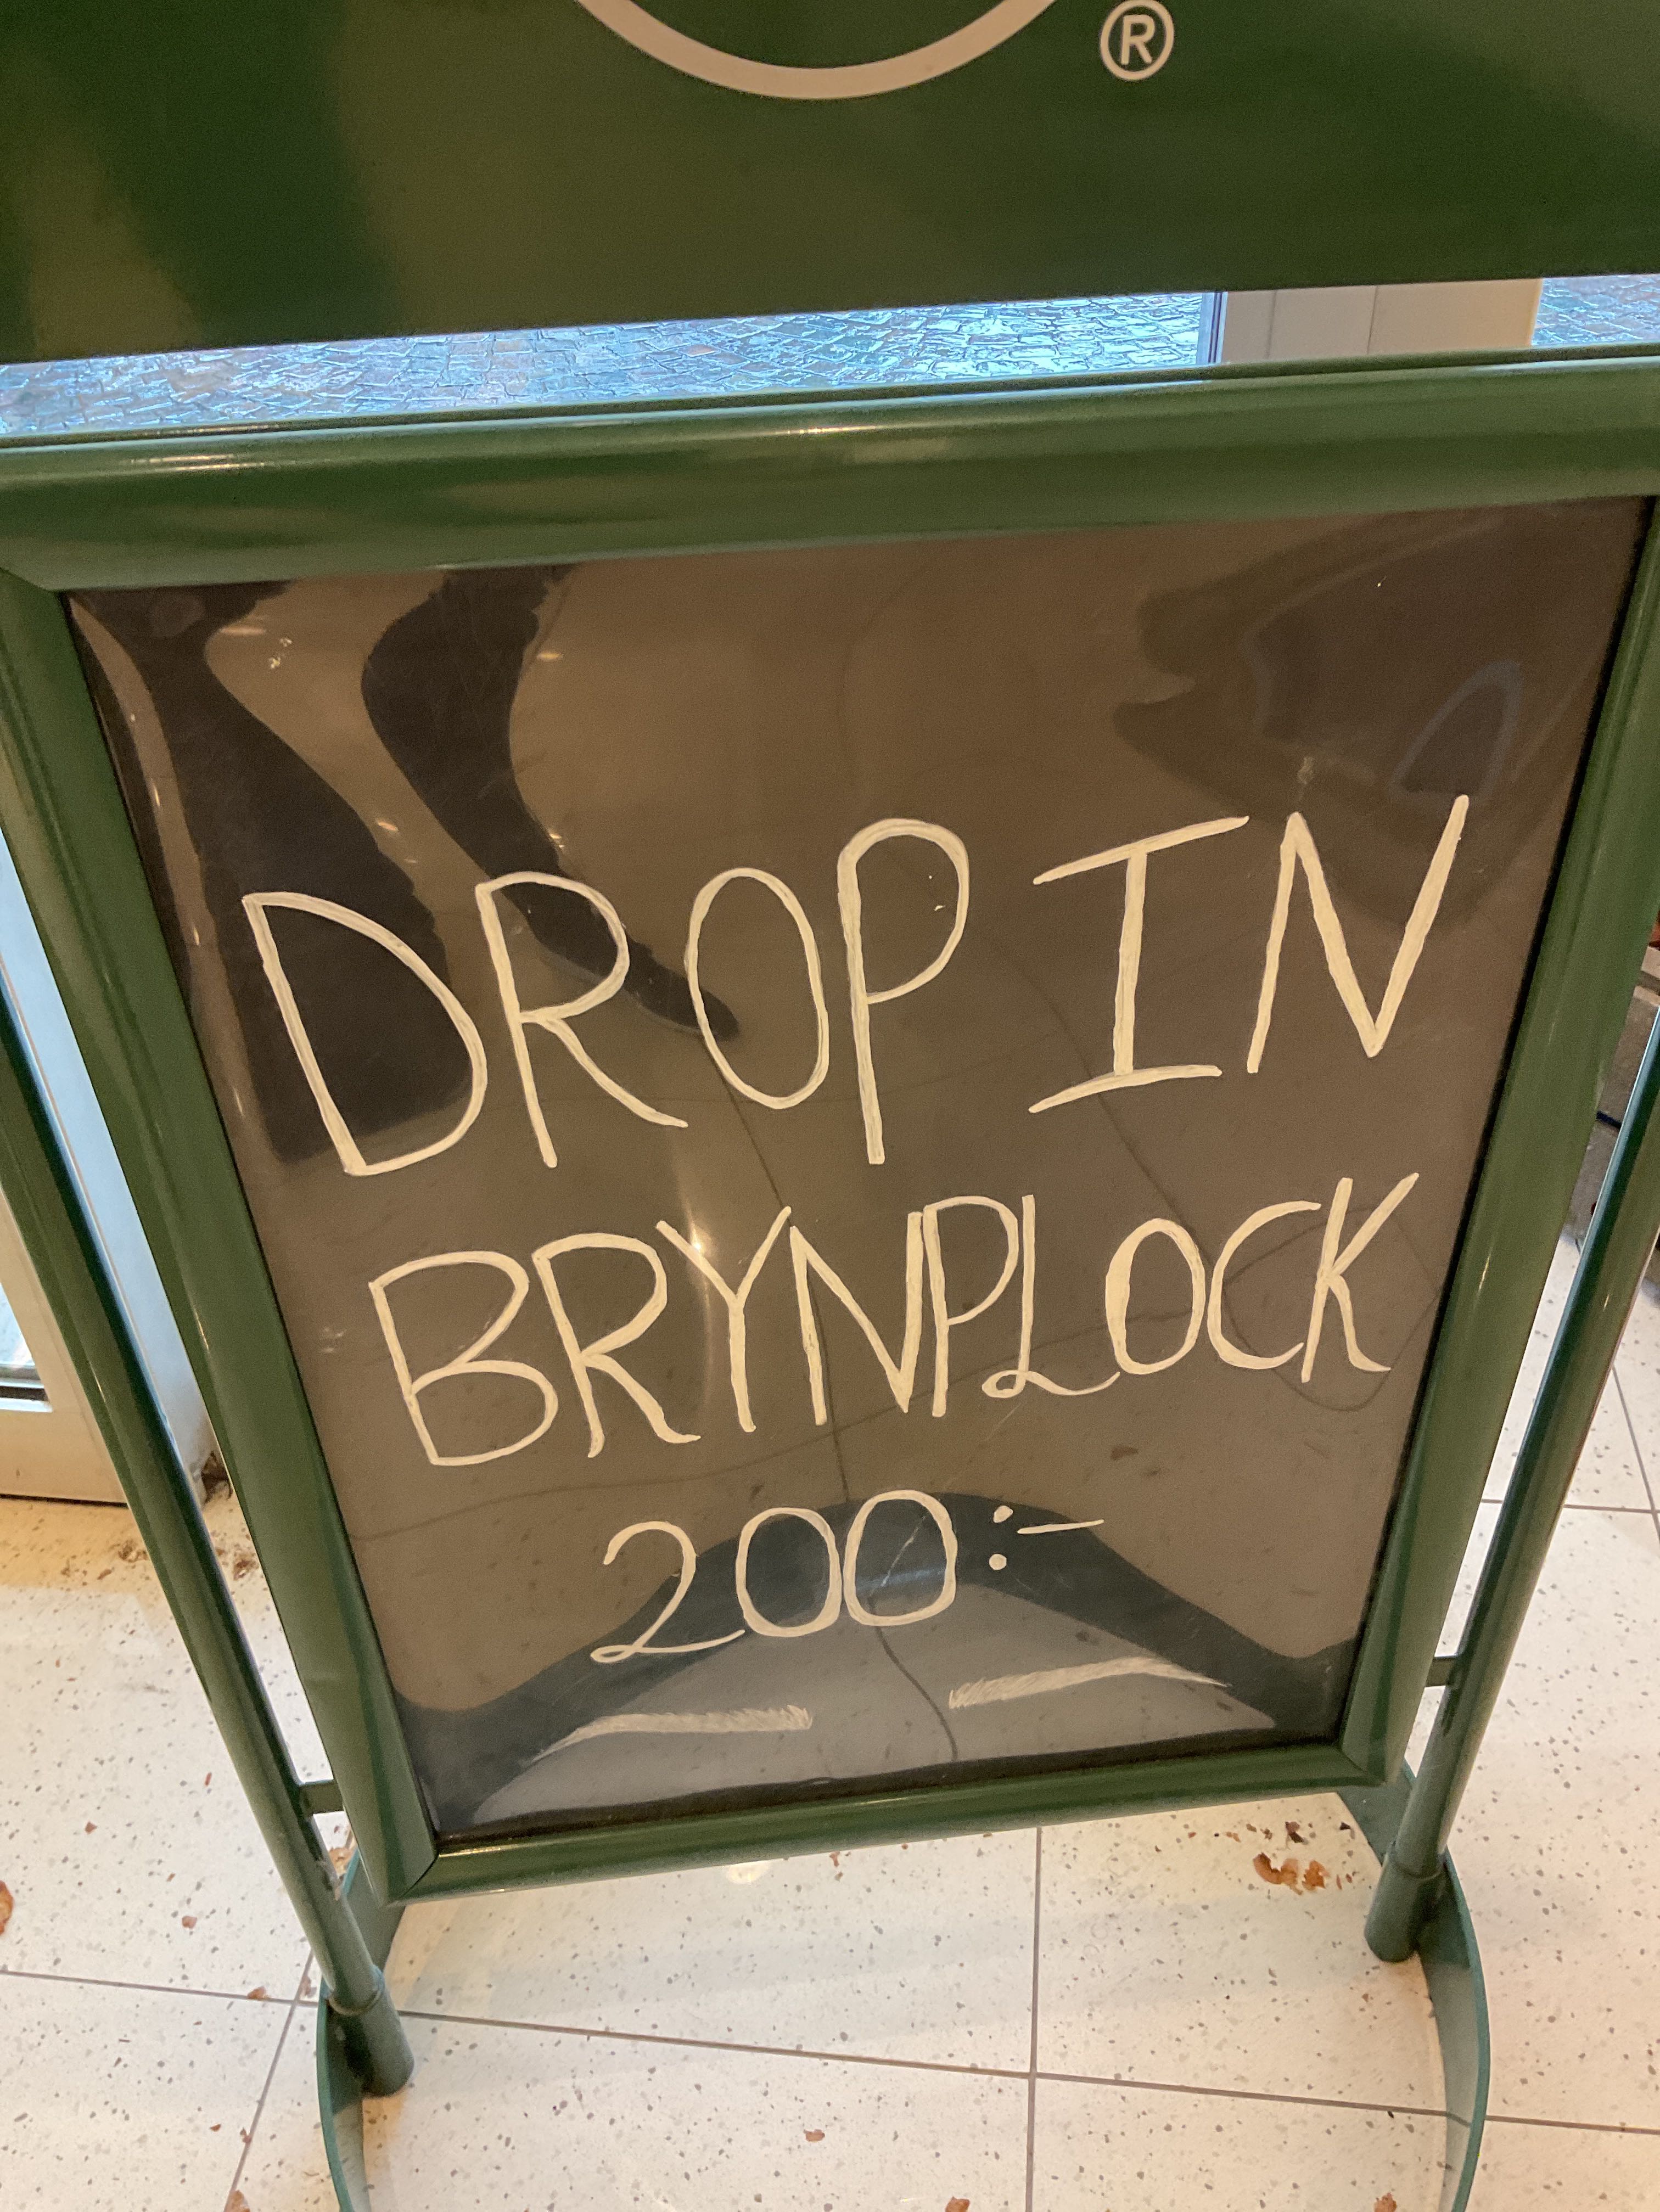 ®
DROP IN
BRYNPLOCK
200:-